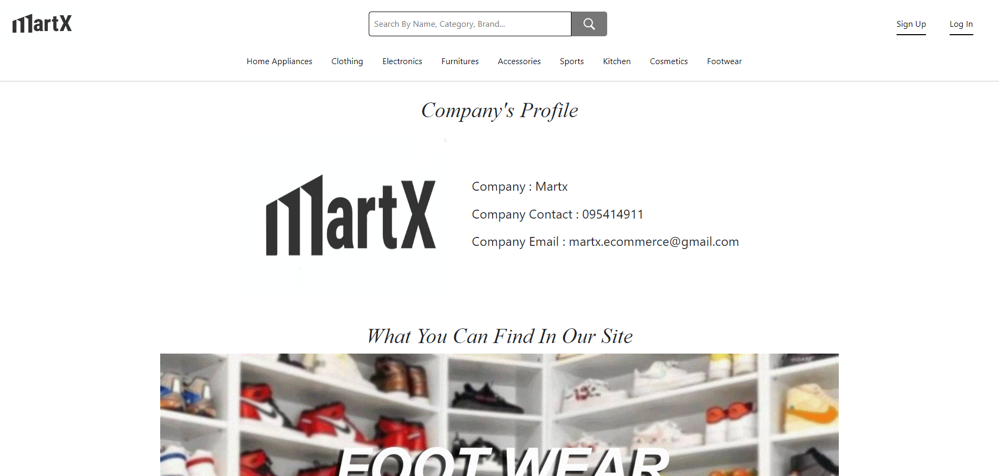 MartX
Search By Name, Category, Brand...
Sign Up
Log In
Home Appliances
Clothing
Electronics
Furnitures
Accessories
Sports
Kitchen
Cosmetics
Footwear
Company's Profile
MartX
Company : Martx
Company Contact : 095414911
Company Email : martx.ecommerce@gmail.com
What You Can Find In Our Site
FOOT WEAR